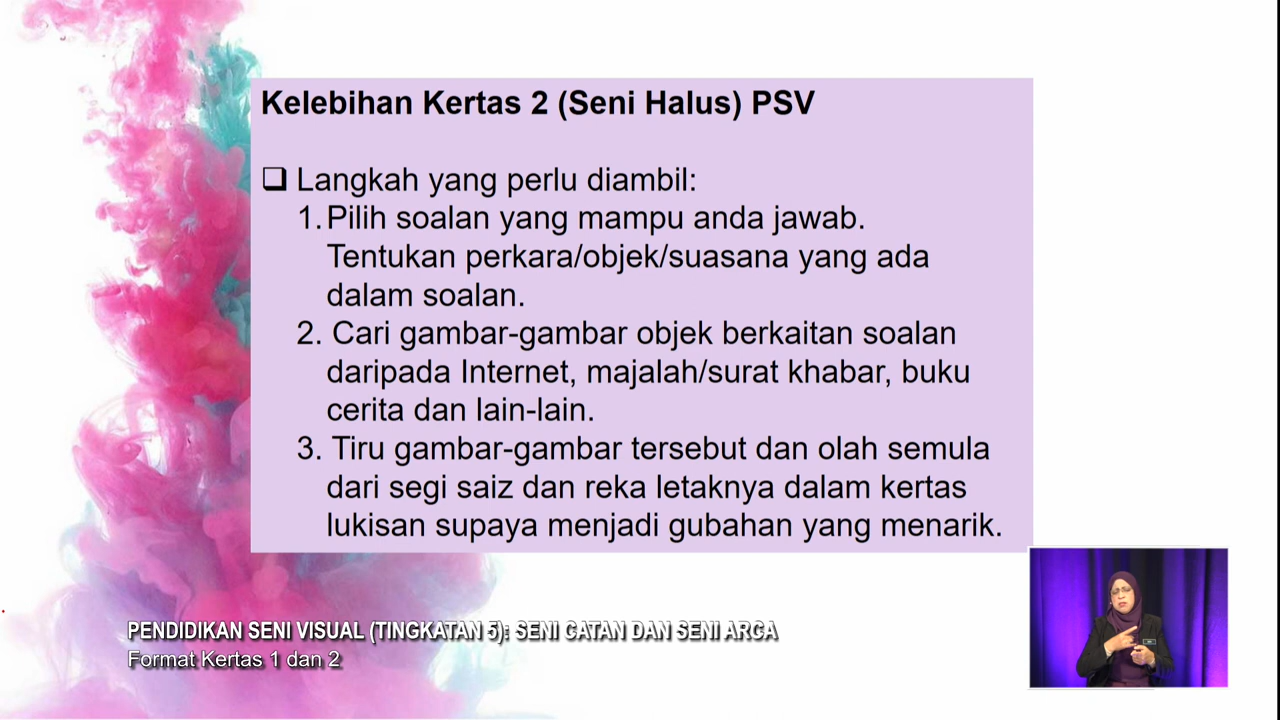 Kelebihan Kertas 2 (Seni Halus) PSV
❑ Langkah yang perlu diambil:
1. Pilih soalan yang mampu anda jawab.
Tentukan perkara/objek/suasana yang ada
dalam soalan.
2. Cari gambar-gambar objek berkaitan soalan
daripada Internet, majalah/surat khabar, buku
cerita dan lain-lain.
3. Tiru gambar-gambar tersebut dan olah semula
dari segi saiz dan reka letaknya dalam kertas
lukisan supaya menjadi gubahan yang menarik.
PENDIDIKAN SENI VISUAL (TINGKATAN 5): SENI CATAN DAN SENI ARCA
Format Kertas 1 dan 2